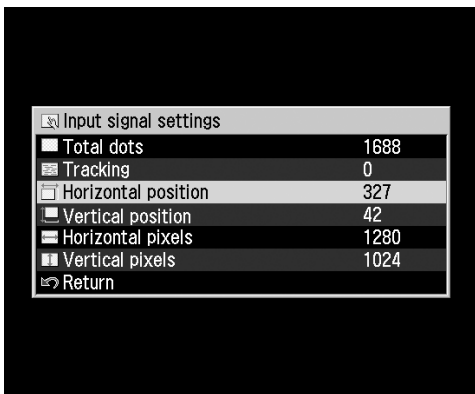 Input signal settings
Total dots 1688
Tracking 0
Horizontal position 327
Vertical position 42
Horizontal pixels 1280
Vertical pixels 1024
Return